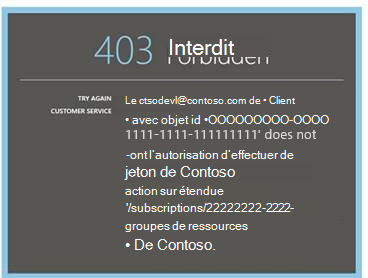 403 Interdit
Forbidden
TRY AGAIN
CUSTOMER SERVICE
Le ctsodevl@contoso.com de • Client
• avec objet id •OOOOOOOOO-OOOO
1111-1111-111111111' does not
-ont l'autorisation d'effectuer de
jeton de Contoso
action sur étendue
'/subscriptions/22222222-2222-
groupes de ressources
• De Contoso.